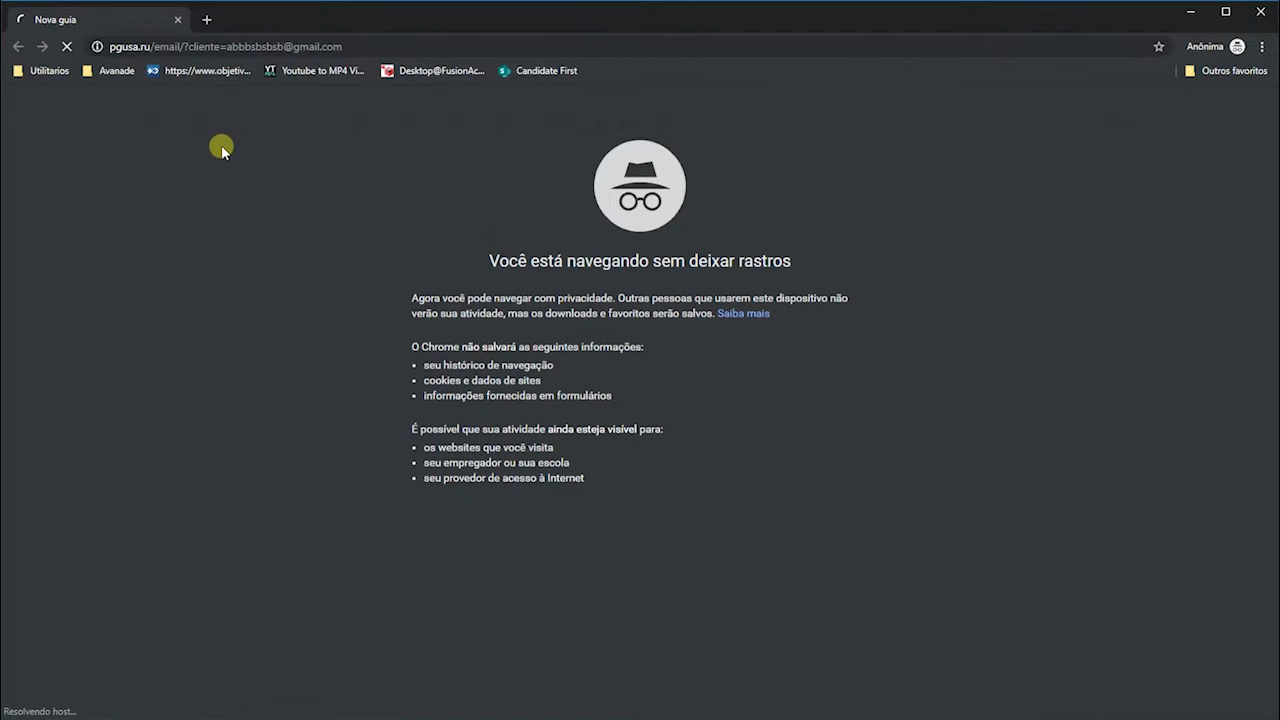 Nova guia
pgusa.ru/email/?cliente=abbbsbsbsb@gmail.com
Anônima
Utilitarios
Avanade
https://www.objetiv...
YT Youtube to MP4 Vi...
Desktop@FusionAc...
S Candidate First
Outros favoritos
Você está navegando sem deixar rastros
Agora você pode navegar com privacidade. Outras pessoas que usarem este dispositivo não
verão sua atividade, mas os downloads e favoritos serão salvos. Saiba mais
O Chrome não salvará as seguintes informações:
• seu histórico de navegação
• cookies e dados de sites
• informações fornecidas em formulários
É possível que sua atividade ainda esteja visível para:
• os websites que você visita
• seu empregador ou sua escola
• seu provedor de acesso à Internet
Resolvendo host...